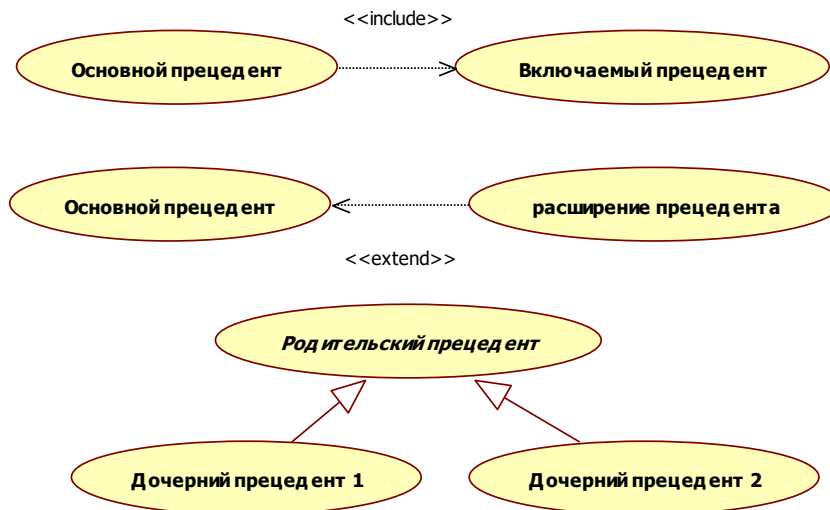 <<include>>
Основной прецедент
Включаемый прецедент
Основной прецедент
расширение прецедента
<<extend>>
Родительский прецедент
Дочерний прецедент 1
Дочерний прецедент 2